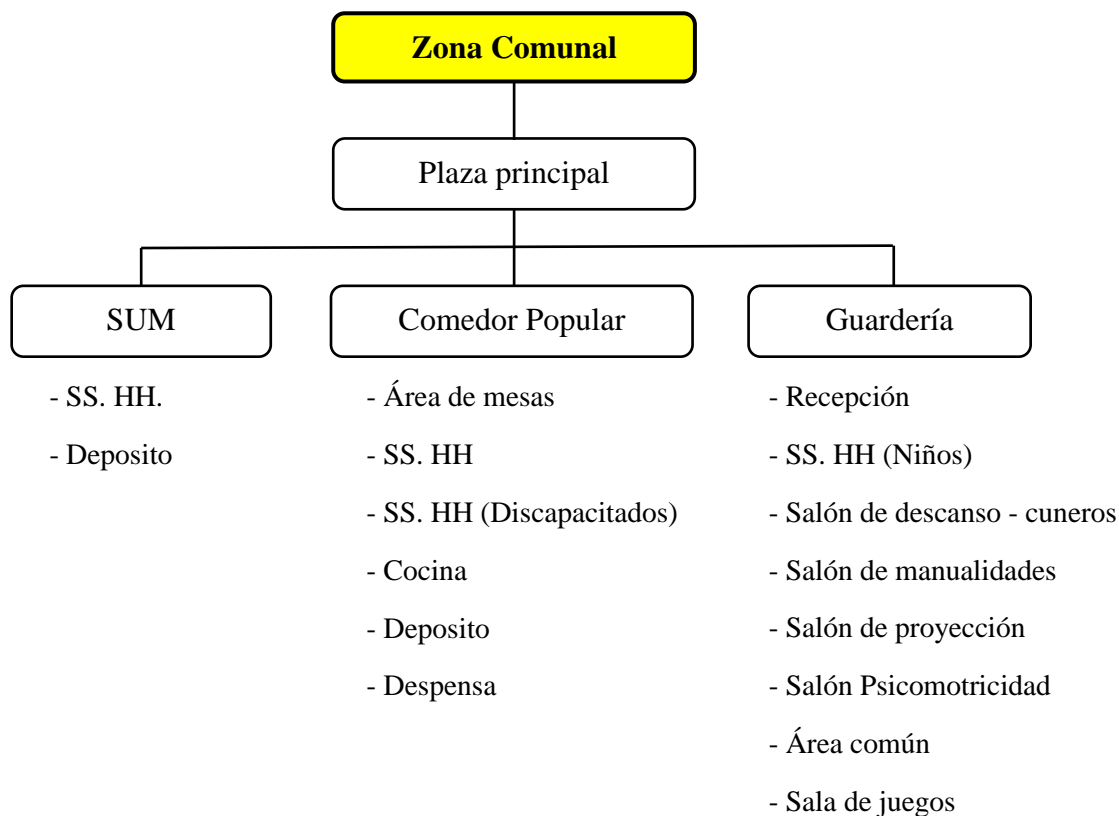 Zona Comunal
Plaza principal
SUM
- SS. HH.
- Deposito
Comedor Popular
- Área de mesas
- SS. HH
- SS. HH (Discapacitados)
- Cocina
- Deposito
- Despensa
Guardería
- Recepción
- SS. HH (Niños)
- Salón de descanso - cuneros
- Salón de manualidades
- Salón de proyección
- Salón Psicomotricidad
- Área común
- Sala de juegos